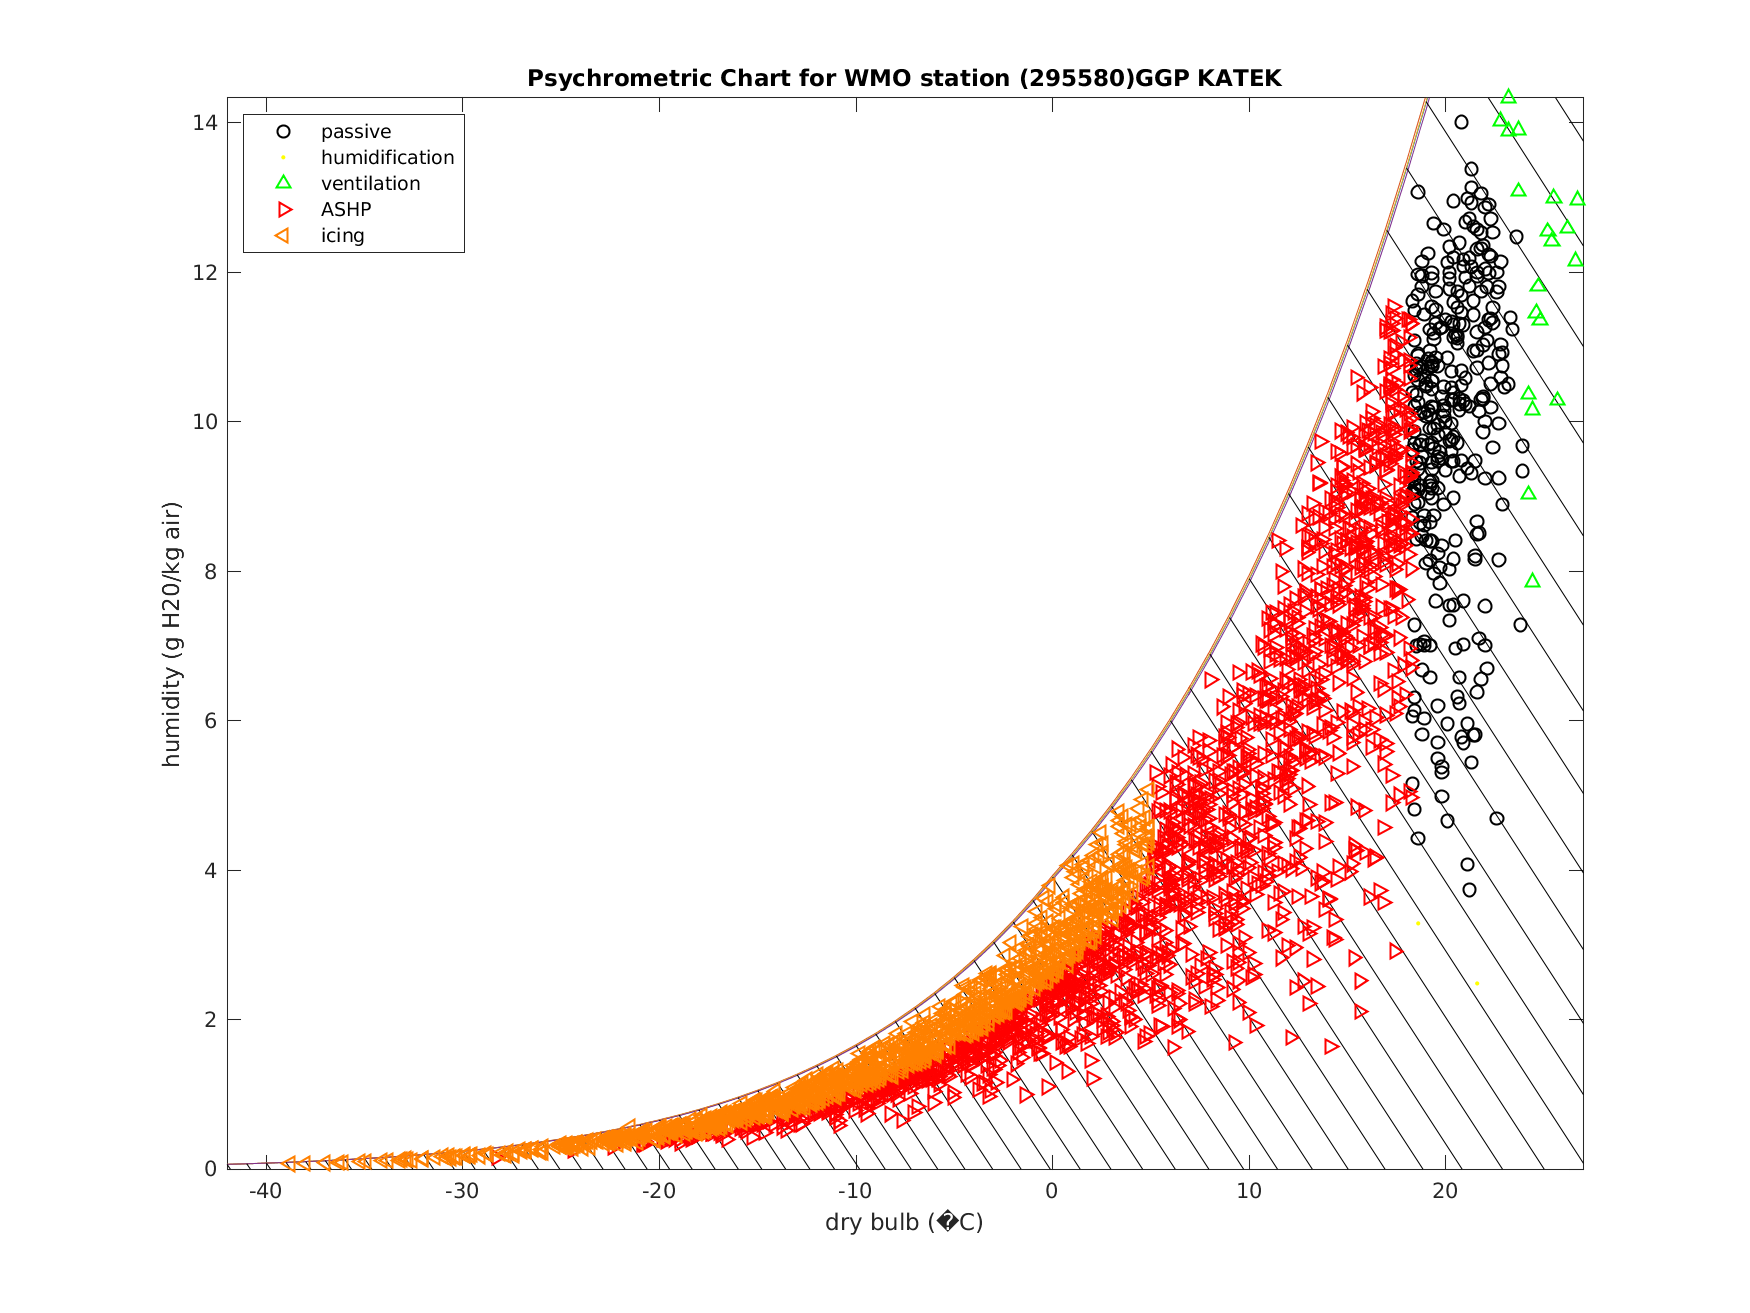 Psychrometric Chart for WMO station (295580)GGP KATEK
passive
humidification
ventilation
ASHP
icing
14
12
10
8
6
4
2
0
humidity (g H20/kg air)
-40 -30 -20 -10 0 10 20
dry bulb (�C)